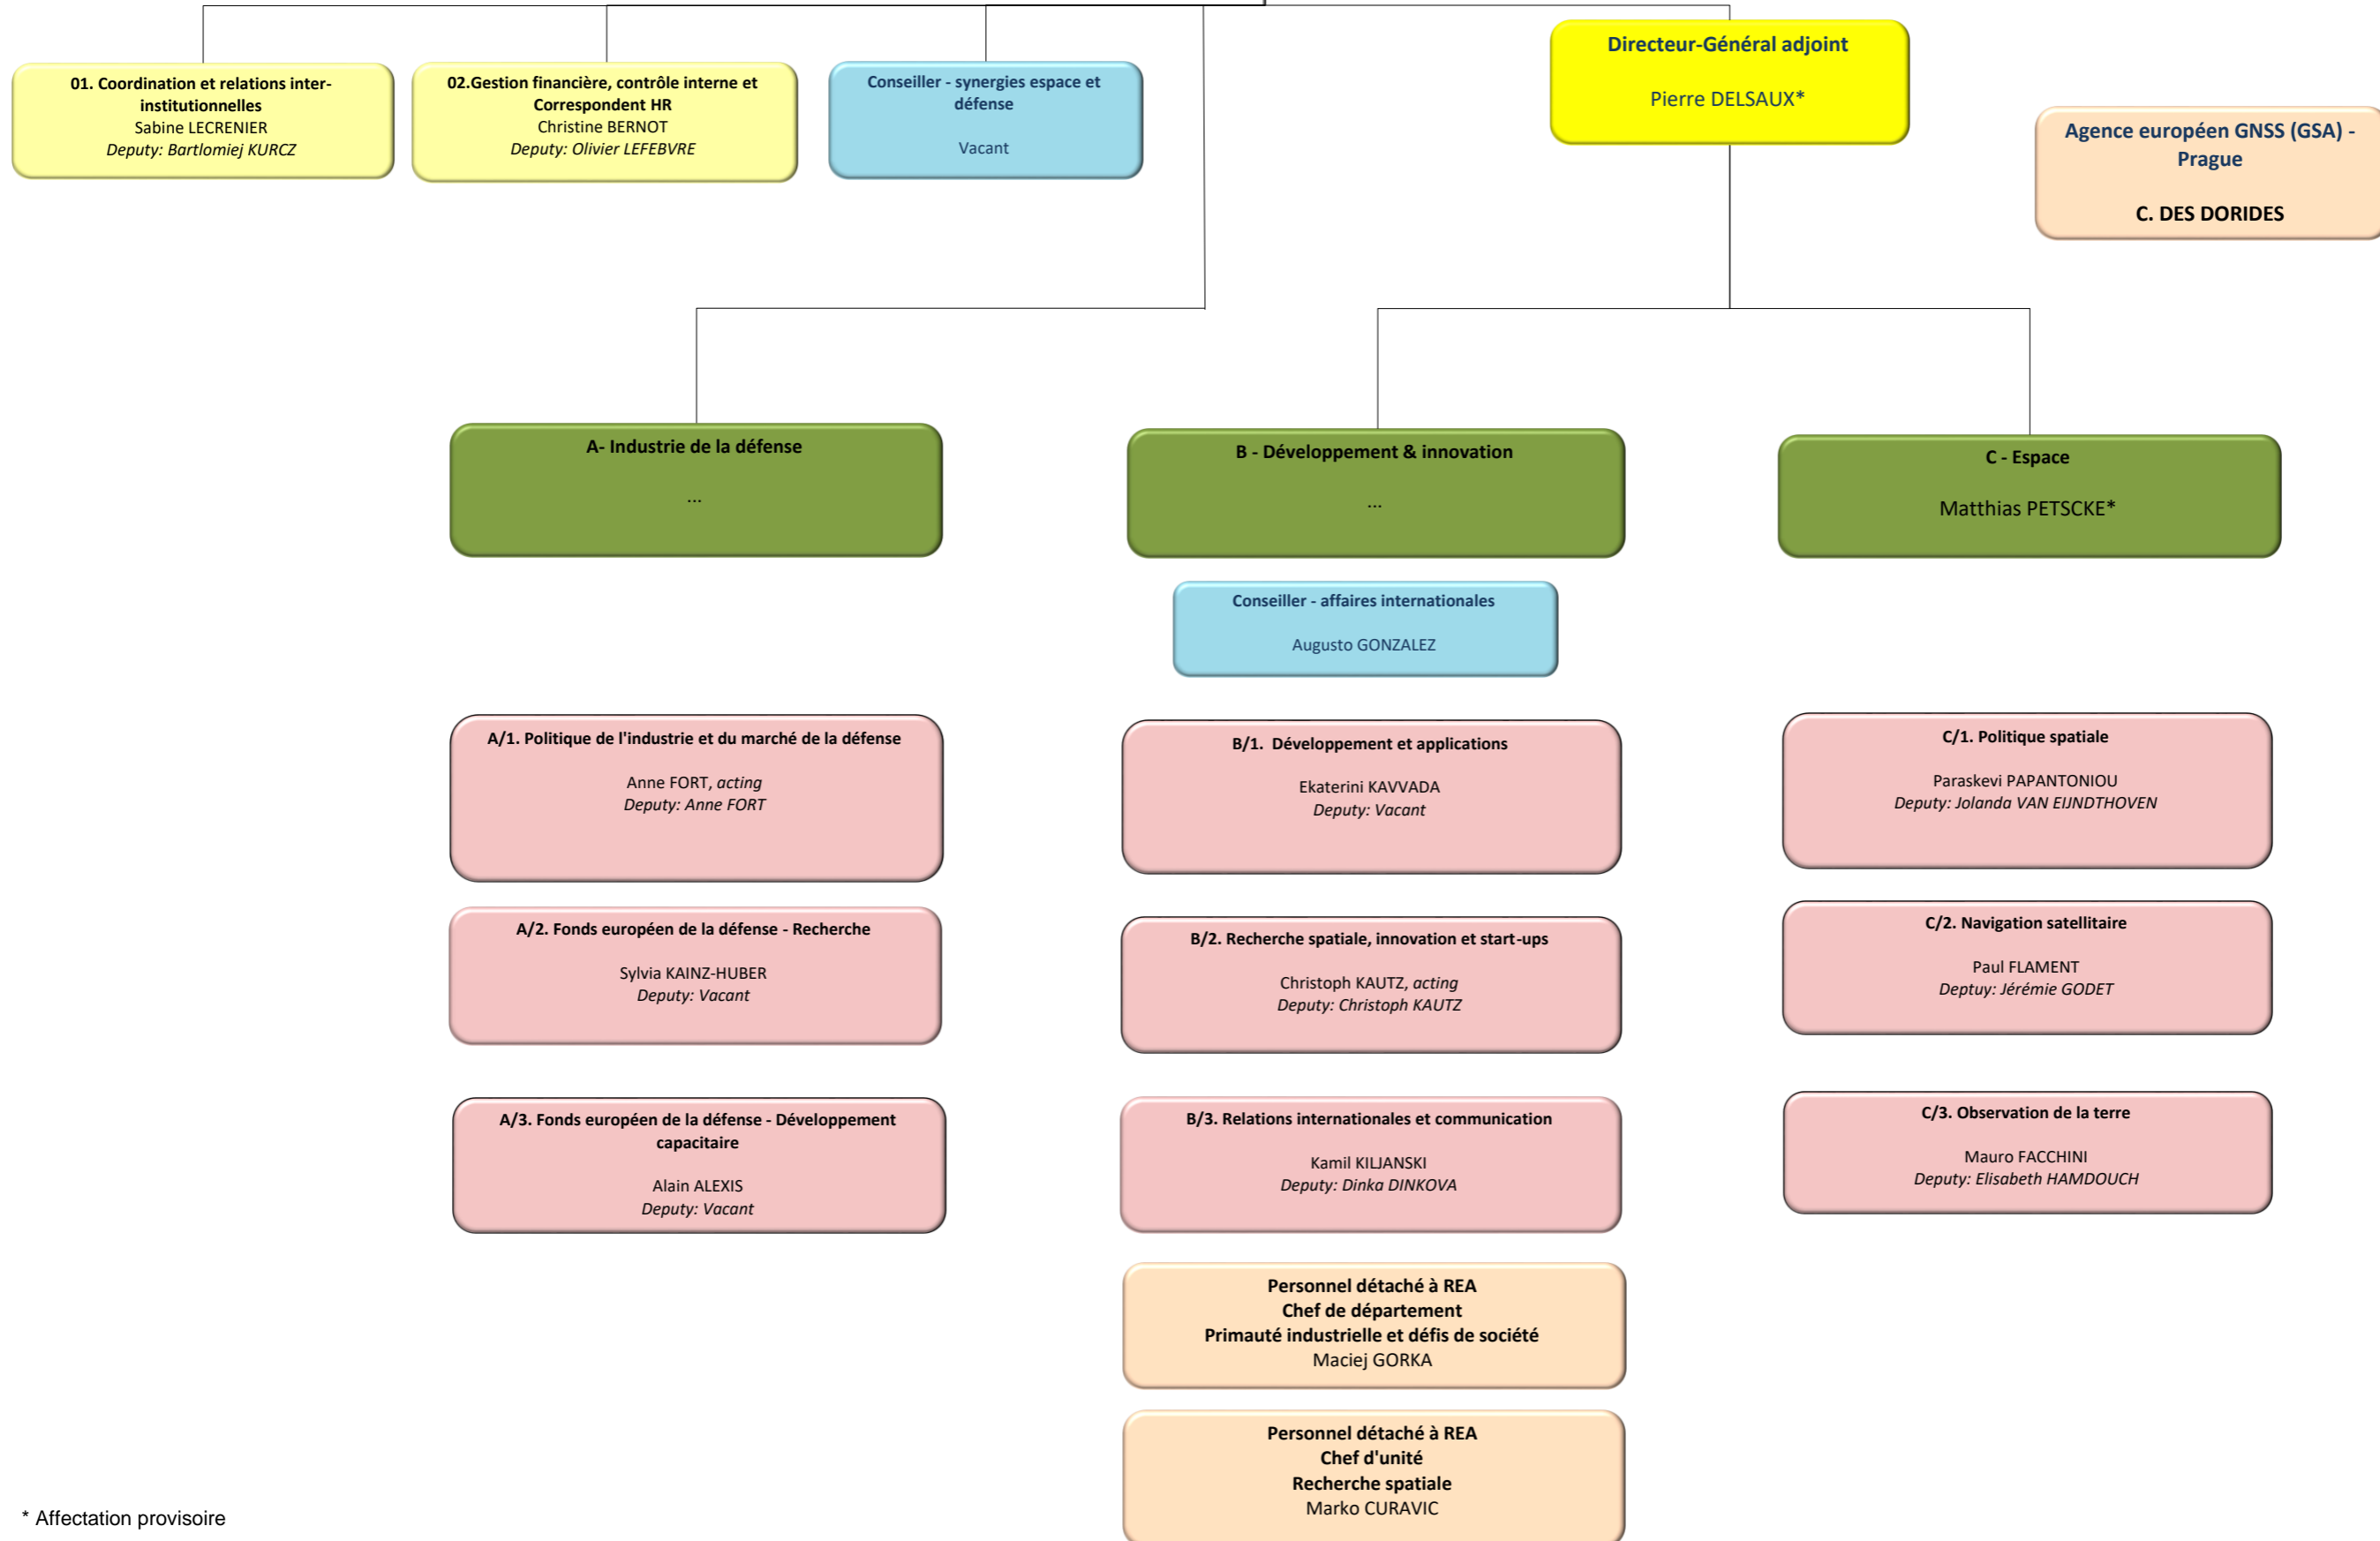 01. Coordination et relations inter-
institutionnelles
Sabine LECRENIER
Deputy: Bartlomiej KURCZ
02.Gestion financière, contrôle interne et
Correspondent HR
Christine BERNOT
Deputy: Olivier LEFEBVRE
Conseiller - synergies espace et
défense
Vacant
Directeur-Général adjoint
Pierre DELSAUX*
Agence européen GNSS (GSA) -
Prague
C. DES DORIDES
A- Industrie de la défense
...
B - Développement & innovation
...
C - Espace
Matthias PETSCKE*
Conseiller - affaires internationales
Augusto GONZALEZ
A/1. Politique de l'industrie et du marché de la défense
Anne FORT, acting
Deputy: Anne FORT
B/1.  Développement et applications
Ekaterini KAVVADA
Deputy: Vacant
C/1. Politique spatiale
Paraskevi PAPANTONIOU
Deputy: Jolanda VAN EIJNDTHOVEN
A/2. Fonds européen de la défense - Recherche
Sylvia KAINZ-HUBER
Deputy: Vacant
B/2. Recherche spatiale, innovation et start-ups
Christoph KAUTZ, acting
Deputy: Christoph KAUTZ
C/2. Navigation satellitaire
Paul FLAMENT
Deptuy: Jérémie GODET
A/3. Fonds européen de la défense - Développement
capacitaire
Alain ALEXIS
Deputy: Vacant
B/3. Relations internationales et communication
Kamil KILJANSKI
Deputy: Dinka DINKOVA
C/3. Observation de la terre
Mauro FACCHINI
Deputy: Elisabeth HAMDOUCH
Personnel détaché à REA
Chef de département
Primauté industrielle et défis de société
Maciej GORKA
Personnel détaché à REA
Chef d'unité
Recherche spatiale
Marko CURAVIC
* Affectation provisoire